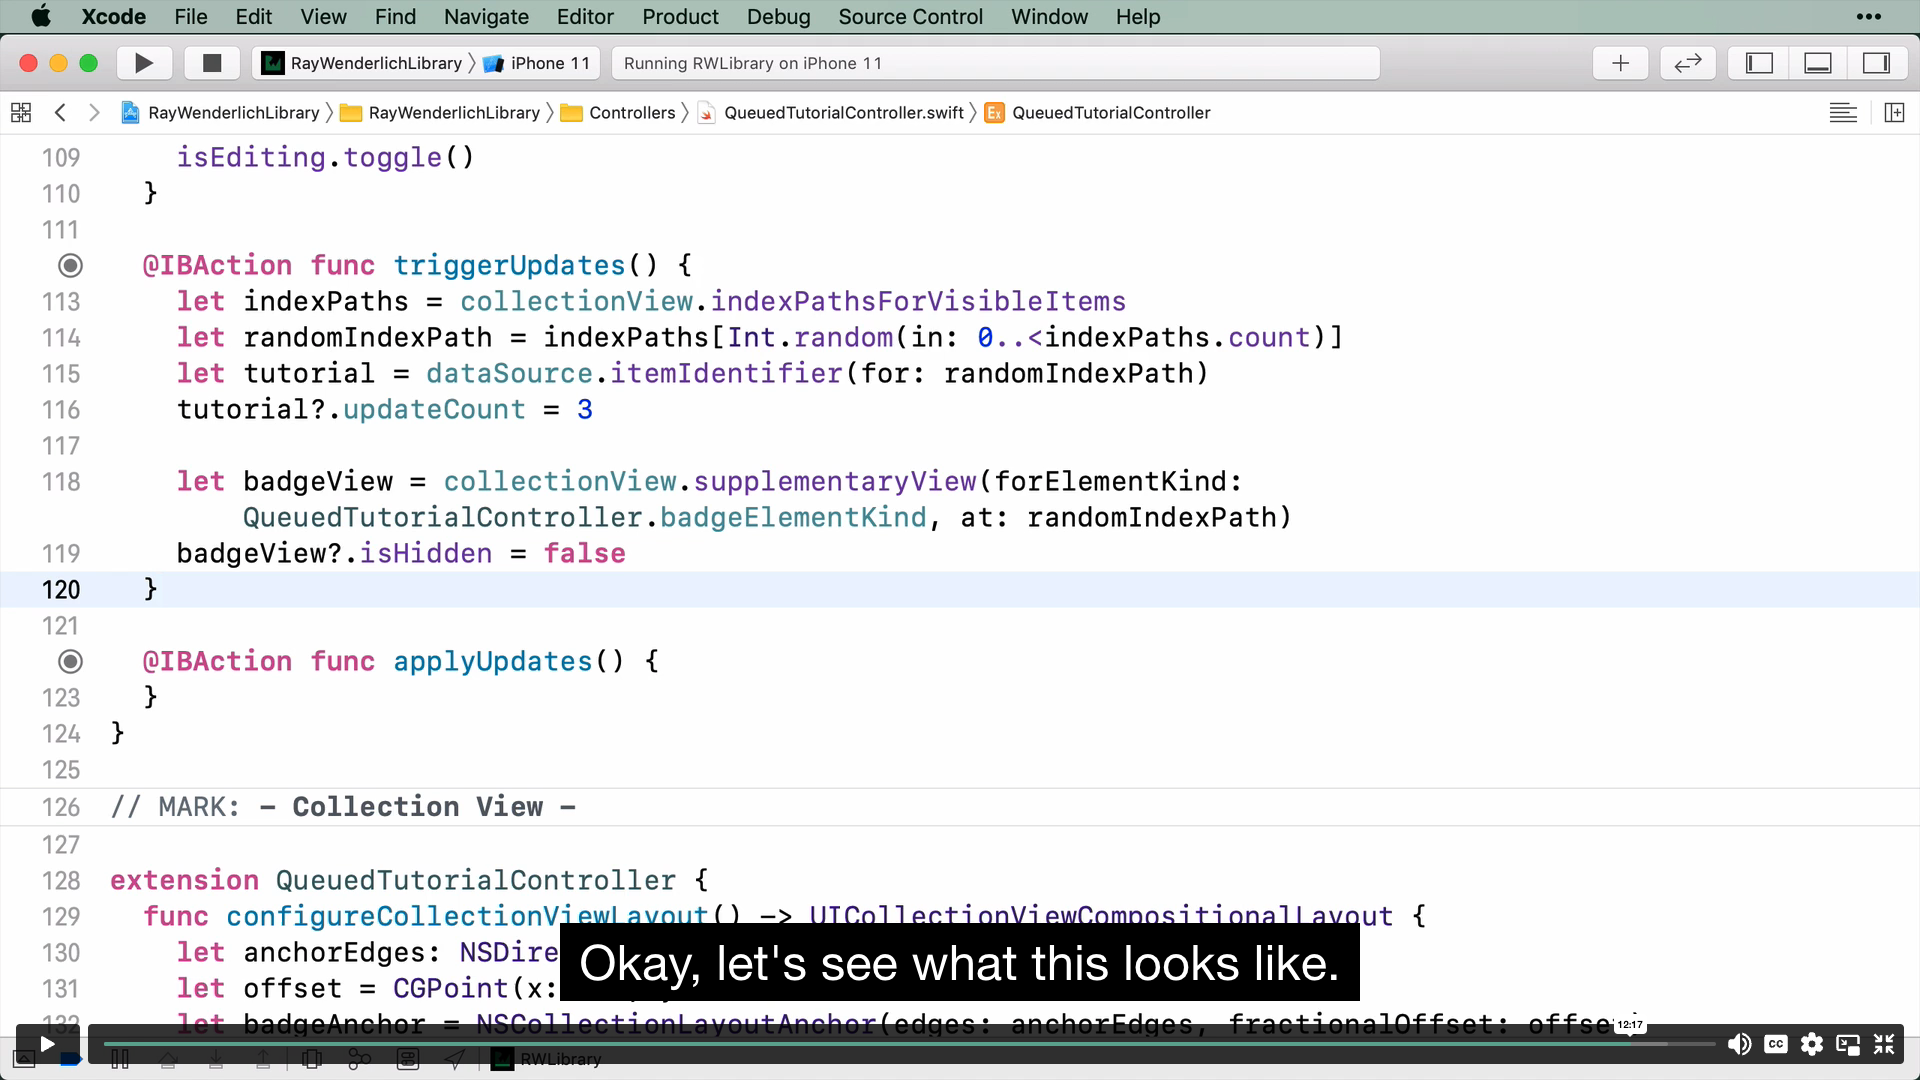 Xcode File Edit View Find Navigate Editor Product Debug Source Control Window Help •••
RayWenderlichLibrary 〉 iPhone 11 Running RWLibrary on iPhone 11
RayWenderlichLibrary 〉 RayWenderlichLibrary 〉 Controllers 〉 QueuedTutorialController.swift 〉 Ex QueuedTutorialController
109 isEditing.toggle()
110 }
111
@IBAction func triggerUpdates() {
113 let indexPaths = collectionView.indexPathsForVisibleItems
114 let randomIndexPath = indexPaths[Int.random(in: 0..<indexPaths.count)]
115 let tutorial = dataSource.itemIdentifier(for: randomIndexPath)
116 tutorial?.updateCount = 3
117
118 let badgeView = collectionView.supplementaryView(forElementKind:
QueuedTutorialController.badgeElementKind, at: randomIndexPath)
119 badgeView?.isHidden = false
120 }
121
@IBAction func applyUpdates() {
123 }
124 }
125
126 // MARK: - Collection View -
127
128 extension QueuedTutorialController {
129 func configureCollectionViewLayout() -> UICollectionViewCompositionalLayout {
130 let anchorEdges: NSDire
Okay, let's see what this looks like.
131 let offset = CGPoint(x:
132 let badgeAnchor = NSCollectionLayoutAnchor(edges: anchorEdges, fractionalOffset: offse
12:17
CC
RWLibrary